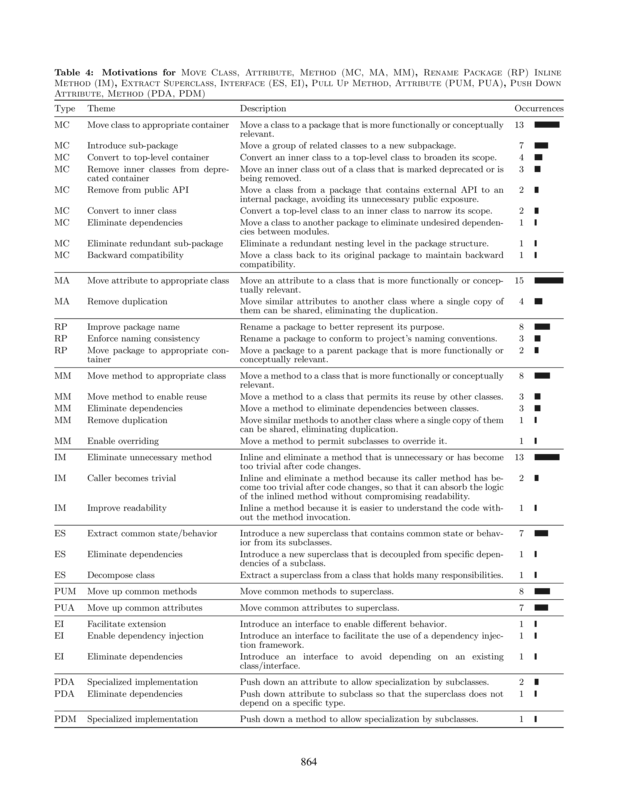 Table 4: Motivations for Move Class, Attribute, Method (MC, MA, MM), Rename Package (RP) Inline
Method (IM), Extract Superclass, Interface (ES, EI), Pull Up Method, Attribute (PUM, PUA), Push Down
Attribute, Method (PDA, PDM)
Type Theme Description Occurrences
MC Move class to appropriate container Move a class to a package that is more functionally or conceptually 13
relevant.
MC Introduce sub-package Move a group of related classes to a new subpackage. 7
MC Convert to top-level container Convert an inner class to a top-level class to broaden its scope. 4
MC Remove inner classes from depre- Move an inner class out of a class that is marked deprecated or is 3
cated container being removed.
MC Remove from public API Move a class from a package that contains external API to an 2
internal package, avoiding its unnecessary public exposure.
MC Convert to inner class Convert a top-level class to an inner class to narrow its scope. 2
MC Eliminate dependencies Move a class to another package to eliminate undesired dependen- 1
cies between modules.
MC Eliminate redundant sub-package Eliminate a redundant nesting level in the package structure. 1
MC Backward compatibility Move a class back to its original package to maintain backward 1
compatibility.
MA Move attribute to appropriate class Move an attribute to a class that is more functionally or concep- 15
tually relevant.
MA Remove duplication Move similar attributes to another class where a single copy of 4
them can be shared, eliminating the duplication.
RP Improve package name Rename a package to better represent its purpose. 8
RP Enforce naming consistency Rename a package to conform to project's naming conventions. 3
RP Move package to appropriate con- Move a package to a parent package that is more functionally or 2
tainer conceptually relevant.
MM Move method to appropriate class Move a method to a class that is more functionally or conceptually 8
relevant.
MM Move method to enable reuse Move a method to a class that permits its reuse by other classes. 3
MM Eliminate dependencies Move a method to eliminate dependencies between classes. 3
MM Remove duplication Move similar methods to another class where a single copy of them 1
can be shared, eliminating duplication.
MM Enable overriding Move a method to permit subclasses to override it. 1
IM Eliminate unnecessary method Inline and eliminate a method that is unnecessary or has become 13
too trivial after code changes.
IM Caller becomes trivial Inline and eliminate a method because its caller method has be- 2
come too trivial after code changes, so that it can absorb the logic
of the inlined method without compromising readability.
IM Improve readability Inline a method because it is easier to understand the code with- 1
out the method invocation.
ES Extract common state/behavior Introduce a new superclass that contains common state or behav- 7
ior from its subclasses.
ES Eliminate dependencies Introduce a new superclass that is decoupled from specific depen- 1
dencies of a subclass.
ES Decompose class Extract a superclass from a class that holds many responsibilities. 1
PUM Move up common methods Move common methods to superclass. 8
PUA Move up common attributes Move common attributes to superclass. 7
EI Facilitate extension Introduce an interface to enable different behavior. 1
EI Enable dependency injection Introduce an interface to facilitate the use of a dependency injec- 1
tion framework.
EI Eliminate dependencies Introduce an interface to avoid depending on an existing 1
class/interface.
PDA Specialized implementation Push down an attribute to allow specialization by subclasses. 2
PDA Eliminate dependencies Push down attribute to subclass so that the superclass does not 1
depend on a specific type.
PDM Specialized implementation Push down a method to allow specialization by subclasses. 1
864